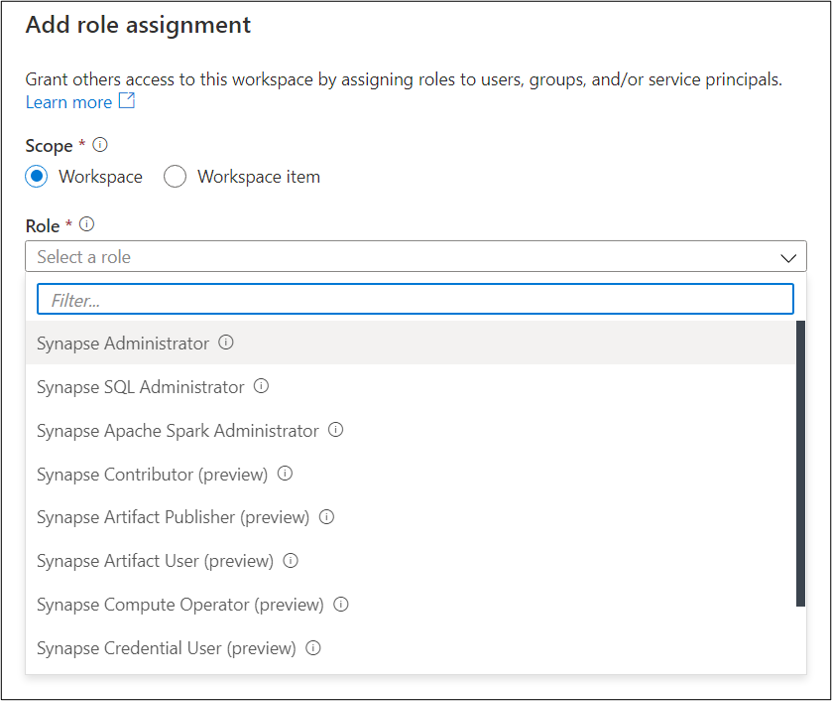 Add role assignment
Grant others access to this workspace by assigning roles to users, groups, and/or service principals.
Learn more
Scope *
Workspace
Workspace item
Role *
Select a role
Filter...
Synapse Administrator
Synapse SQL Administrator
Synapse Apache Spark Administrator
Synapse Contributor (preview)
Synapse Artifact Publisher (preview)
Synapse Artifact User (preview)
Synapse Compute Operator (preview)
Synapse Credential User (preview)